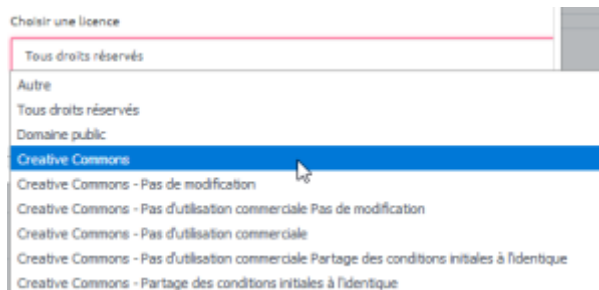 Choisir une licence
Tous droits réservés
Autre
Tous droits réservés
Domaine public
Creative Commons
Creative Commons - Pas de modification
Creative Commons - Pas d'utilisation commerciale Pas de modification
Creative Commons - Pas d'utilisation commerciale
Creative Commons - Pas d'utilisation commerciale Partage des conditions initiales à l'identique
Creative Commons - Partage des conditions initiales à l'identique